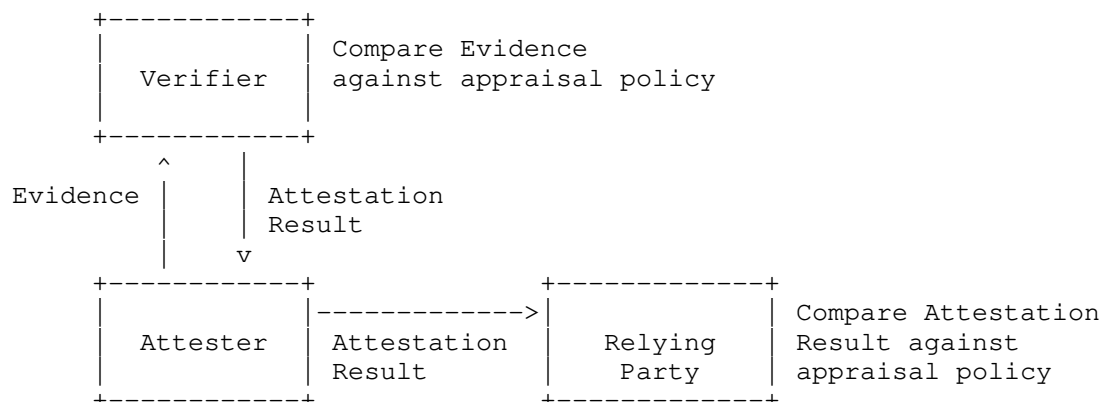 Verifier
Compare Evidence
against appraisal policy
Evidence
Attestation
Result
Attester
Attestation
Result
Relying
Party
Compare Attestation
Result against
appraisal policy